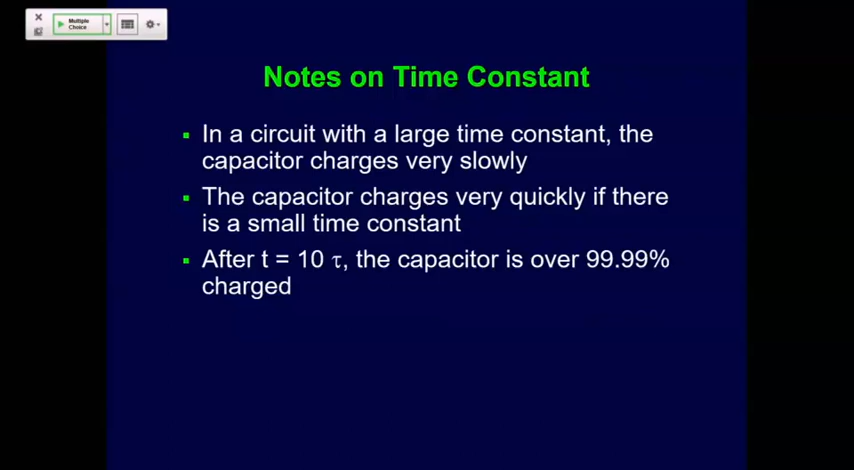 Multiple
Choice
Notes on Time Constant
In a circuit with a large time constant, the
capacitor charges very slowly
The capacitor charges very quickly if there
is a small time constant
After t = 10 τ, the capacitor is over 99.99%
charged